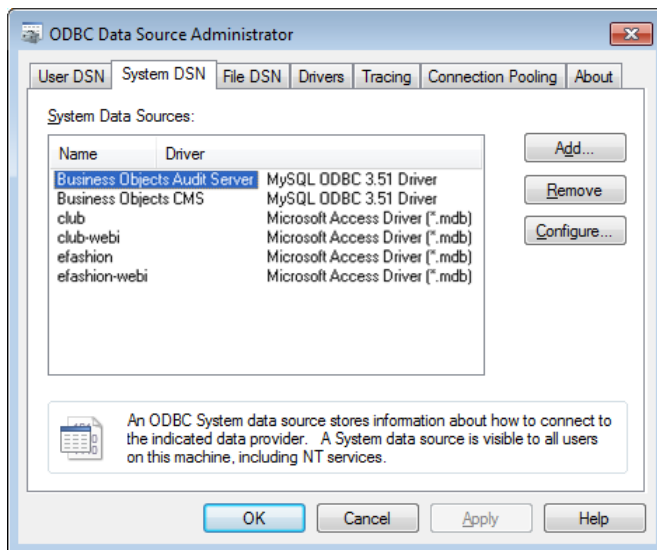 ODBC Data Source Administrator
User DSN System DSN File DSN Drivers Tracing Connection Pooling About
System Data Sources:
Name Driver
Business Objects Audit Server MySQL ODBC 3.51 Driver
Business Objects CMS MySQL ODBC 3.51 Driver
club Microsoft Access Driver (*.mdb)
club-webi Microsoft Access Driver (*.mdb)
efashion Microsoft Access Driver (*.mdb)
efashion-webi Microsoft Access Driver (*.mdb)
Add...
Remove
Configure...
An ODBC System data source stores information about how to connect to
the indicated data provider. A System data source is visible to all users
on this machine, including NT services.
OK Cancel Apply Help